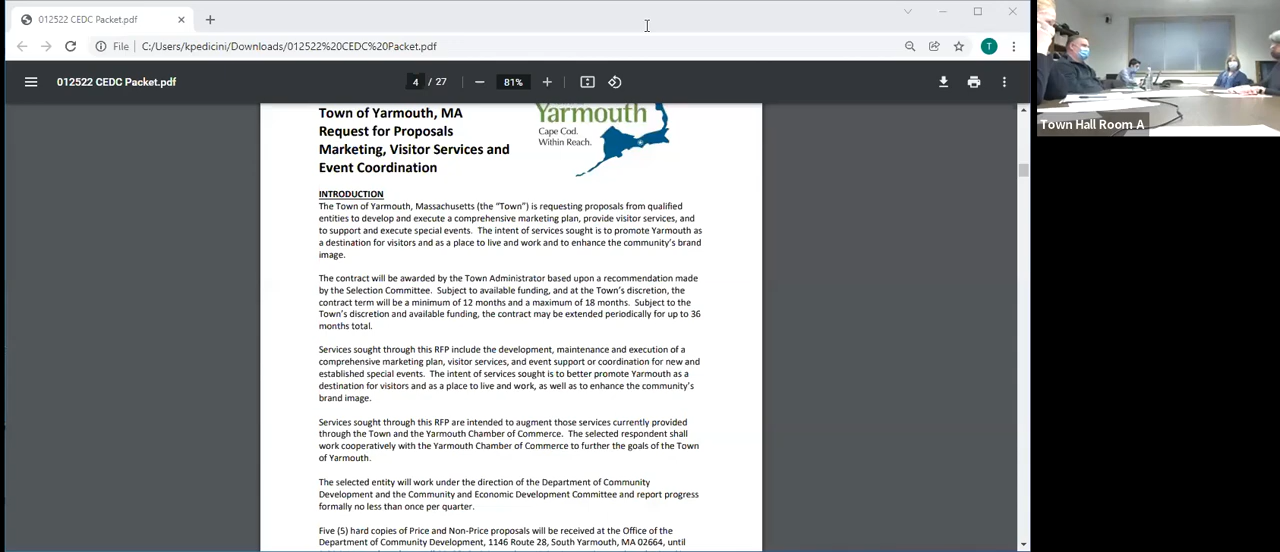 012522 CEDC Packet.pdf
File
C:/Users/kpedicini/Downloads/012522%20CEDC%20Packet.pdf
T
012522 CEDC Packet.pdf
4 / 27
81%
Town of Yarmouth, MA
Request for Proposals
Marketing, Visitor Services and
Event Coordination
Yarmouth
Cape Cod.
Within Reach.
INTRODUCTION
The Town of Yarmouth, Massachusetts (the “Town”) is requesting proposals from qualified
entities to develop and execute a comprehensive marketing plan, provide visitor services, and
to support and execute special events.  The intent of services sought is to promote Yarmouth as
a destination for visitors and as a place to live and work and to enhance the community’s brand
image.
The contract will be awarded by the Town Administrator based upon a recommendation made
by the Selection Committee.  Subject to available funding, and at the Town’s discretion, the
contract term will be a minimum of 12 months and a maximum of 18 months.  Subject to the
Town’s discretion and available funding, the contract may be extended periodically for up to 36
months total.
Services sought through this RFP include the development, maintenance and execution of a
comprehensive marketing plan, visitor services, and event support or coordination for new and
established special events.  The intent of services sought is to better promote Yarmouth as a
destination for visitors and as a place to live and work, as well as to enhance the community’s
brand image.
Services sought through this RFP are intended to augment those services currently provided
through the Town and the Yarmouth Chamber of Commerce.  The selected respondent shall
work cooperatively with the Yarmouth Chamber of Commerce to further the goals of the Town
of Yarmouth.
The selected entity will work under the direction of the Department of Community
Development and the Community and Economic Development Committee and report progress
formally no less than once per quarter.
Five (5) hard copies of Price and Non-Price proposals will be received at the Office of the
Department of Community Development, 1146 Route 28, South Yarmouth, MA 02664, until
Town Hall Room A